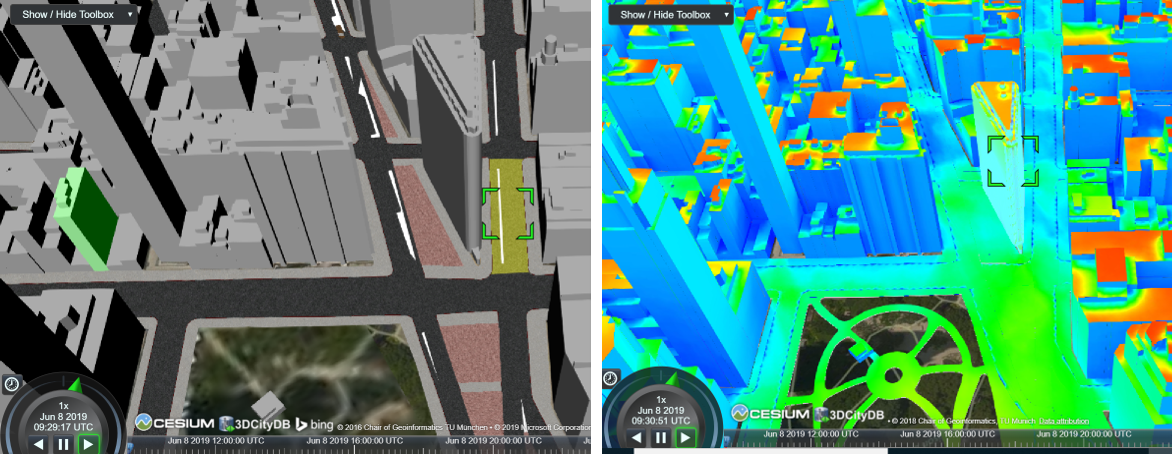 Show / Hide Toolbox
1x
Jun 8 2019
09:29:17 UTC
CESIUM 3DCityDB bing © 2016 Chair of Geoinformatics, TU München • © 2019 Microsoft Corporation
Jun 8 2019 12:00:00 UTC Jun 8 2019 16:00:00 UTC Jun 8 2019 20:00:00 UTC Ju
Show / Hide Toolbox
1x
Jun 8 2019
09:30:51 UTC
CESIUM 3DCityDB • © 2018 Chair of Geoinformatics, TU Munich Data attribution
Jun 8 2019 12:00:00 UTC Jun 8 2019 16:00:00 UTC Jun 8 2019 20:00:00 UTC